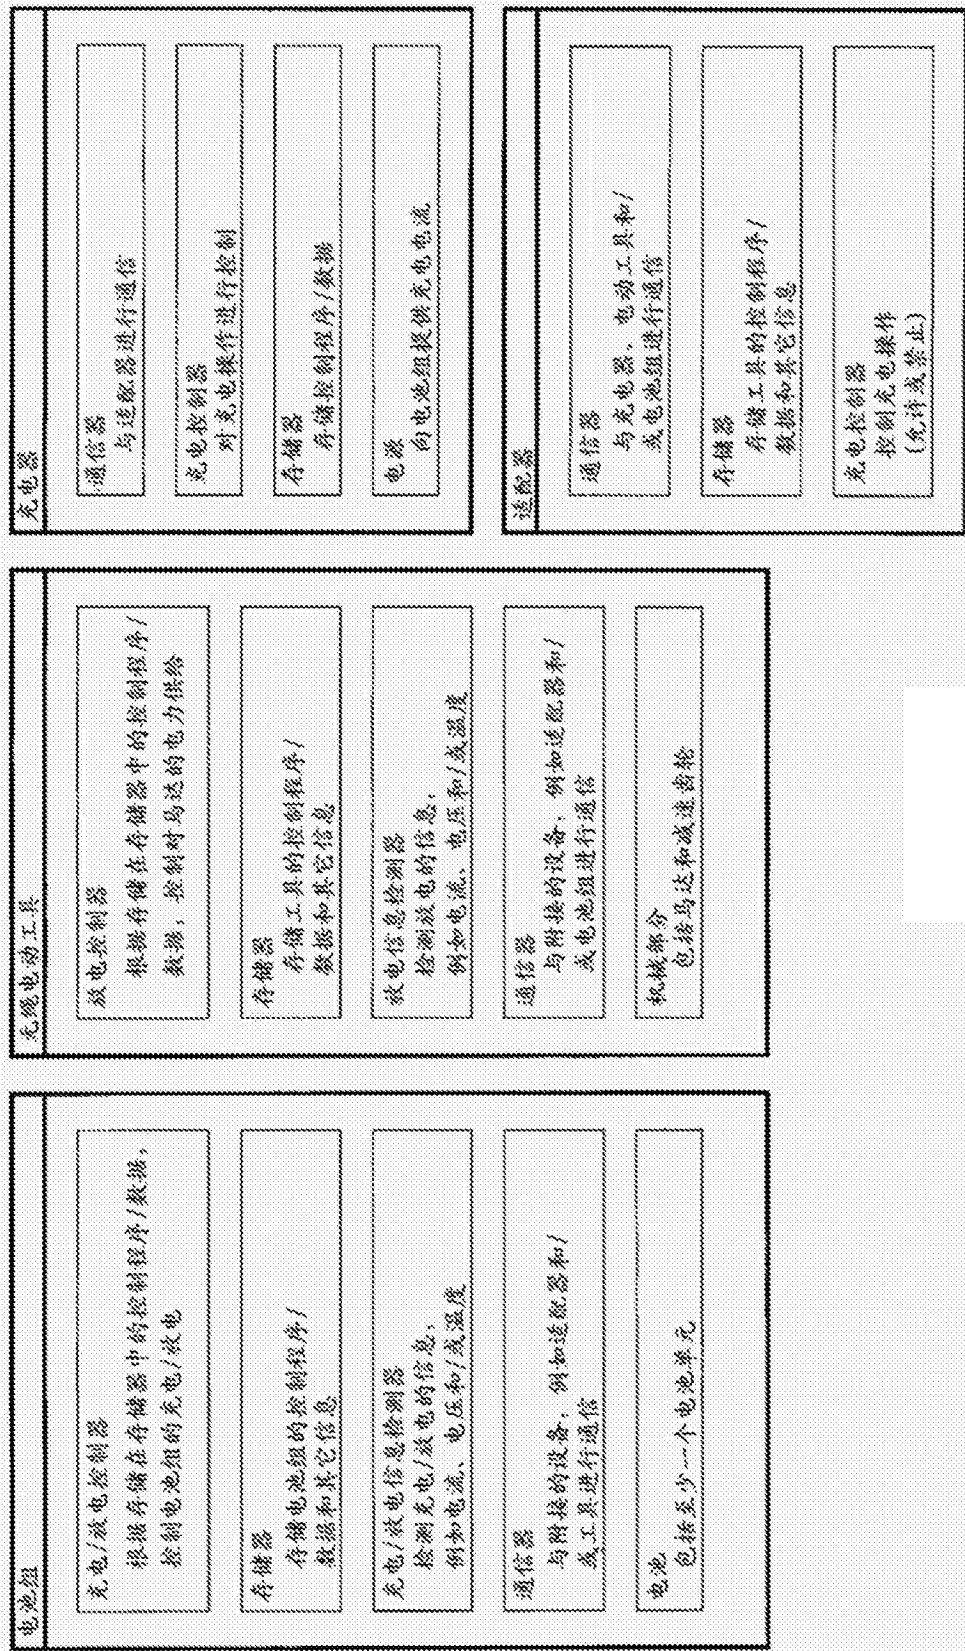 电池组
充电/放电控制器
根据存储在存储器中的控制程序/数据，
控制电池组的充电/放电
存储器
存储电池组的控制程序/
数据和其它信息
充电/放电信息检测器
检测充电/放电的信息，
例如电流、电压和/或温度
通信器
与附接的设备，例如适配器和/
或工具进行通信
电池
包括至少一个电池单元
无绳电动工具
放电控制器
根据存储在存储器中的控制程序/
数据，控制对马达的电力供给
存储器
存储工具的控制程序/
数据和其它信息
放电信息检测器
检测放电的信息，
例如电流、电压和/或温度
通信器
与附接的设备，例如适配器和/
或电池组进行通信
机械部分
包括马达和减速齿轮
充电器
通信器
与适配器进行通信
充电控制器
对充电操作进行控制
存储器
存储控制程序/数据
电源
向电池组提供充电电流
适配器
通信器
与充电器、电动工具和/
或电池组进行通信
存储器
存储工具的控制程序/
数据和其它信息
充电控制器
控制充电操作
(允许或禁止)